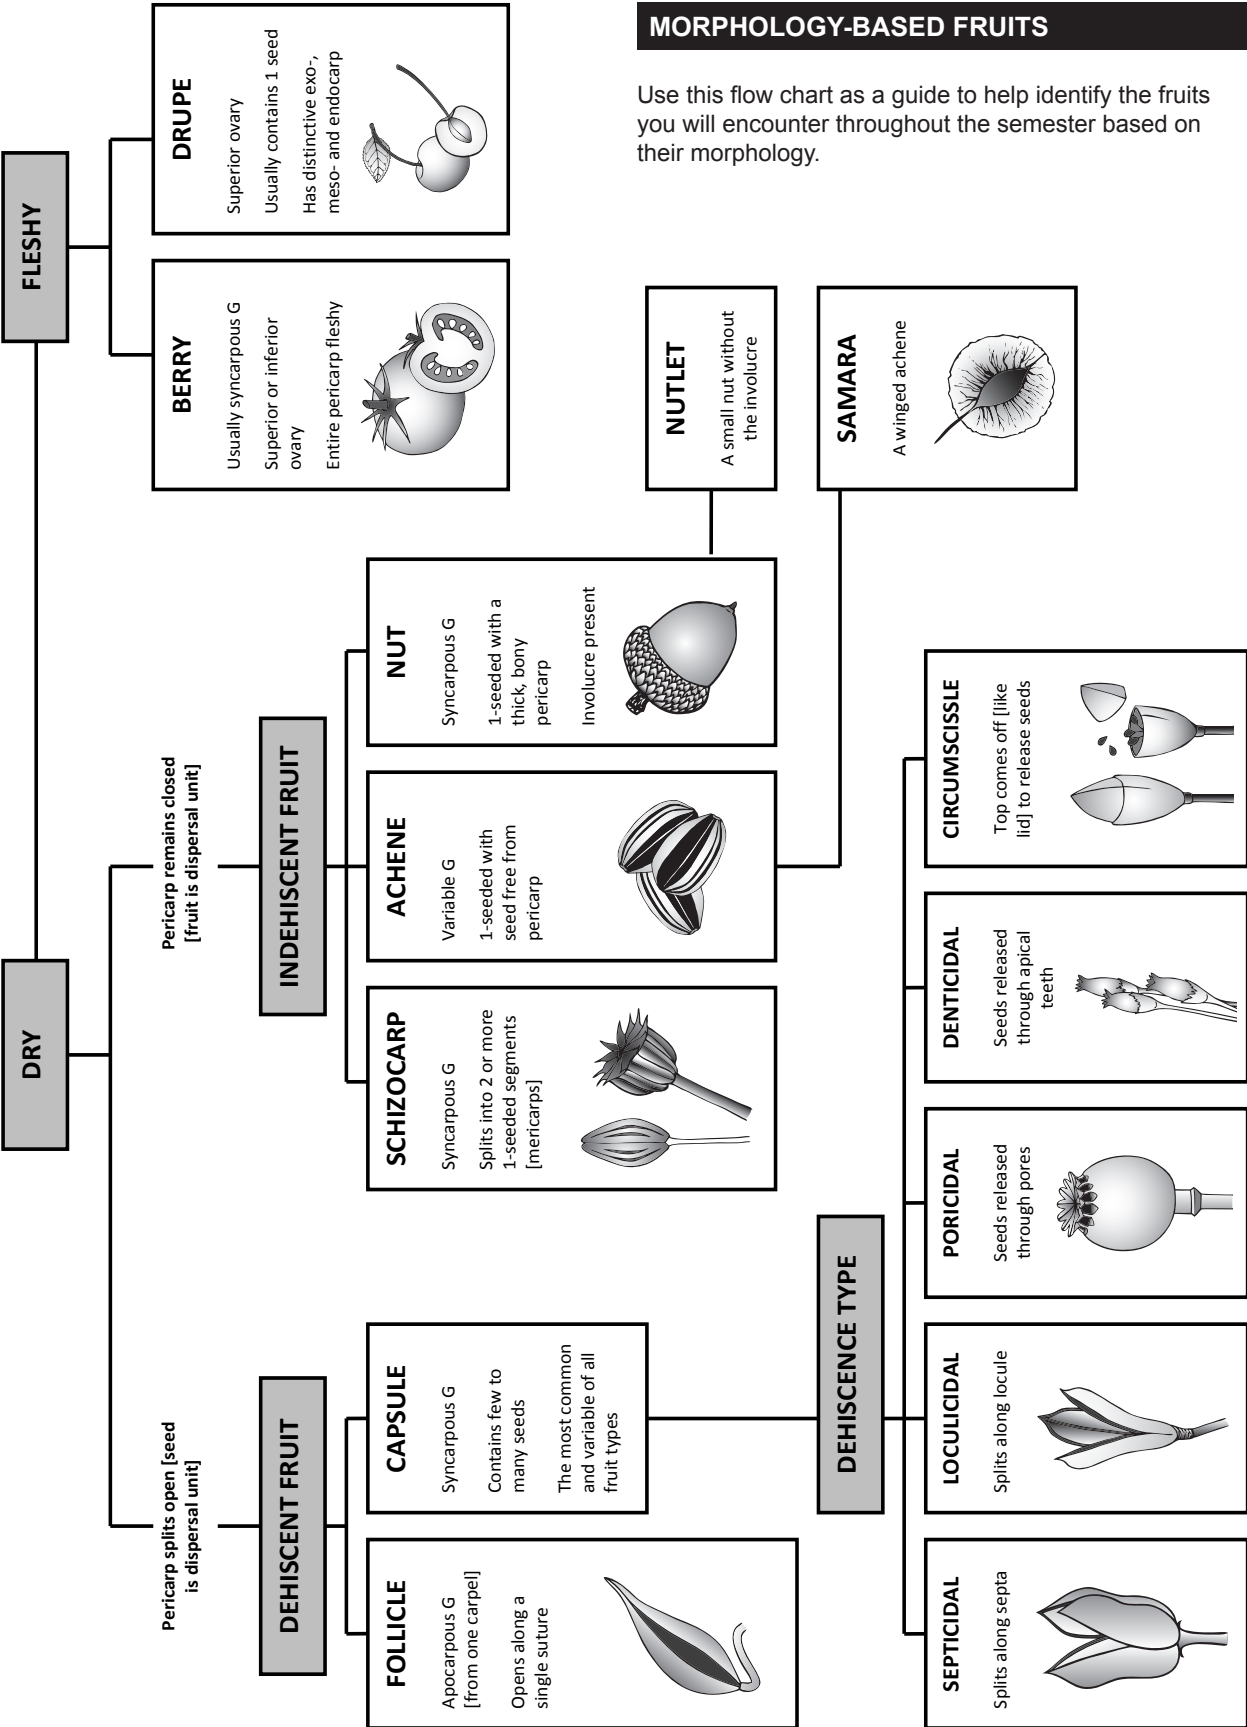 MORPHOLOGY-BASED FRUITS
Use this flow chart as a guide to help identify the fruits
you will encounter throughout the semester based on
their morphology.
DRY
FLESHY
Pericarp splits open [seed
is dispersal unit]
Pericarp remains closed
[fruit is dispersal unit]
BERRY
Usually syncarpous G
Superior or inferior
ovary
Entire pericarp fleshy
DRUPE
Superior ovary
Usually contains 1 seed
Has distinctive exo-,
meso- and endocarp
DEHISCENT FRUIT
INDEHISCENT FRUIT
FOLLICLE
Apocarpous G
[from one carpel]
Opens along a
single suture
CAPSULE
Syncarpous G
Contains few to
many seeds
The most common
and variable of all
fruit types
SCHIZOCARP
Syncarpous G
Splits into 2 or more
1-seeded segments
[mericarps]
ACHENE
Variable G
1-seeded with
seed free from
pericarp
NUT
Syncarpous G
1-seeded with a
thick, bony
pericarp
Involucre present
NUTLET
A small nut without
the involucre
SAMARA
A winged achene
DEHISCENCE TYPE
SEPTICIDAL
Splits along septa
LOCULICIDAL
Splits along locule
PORICIDAL
Seeds released
through pores
DENTICIDAL
Seeds released
through apical
teeth
CIRCUMSCISSLE
Top comes off [like
lid] to release seeds